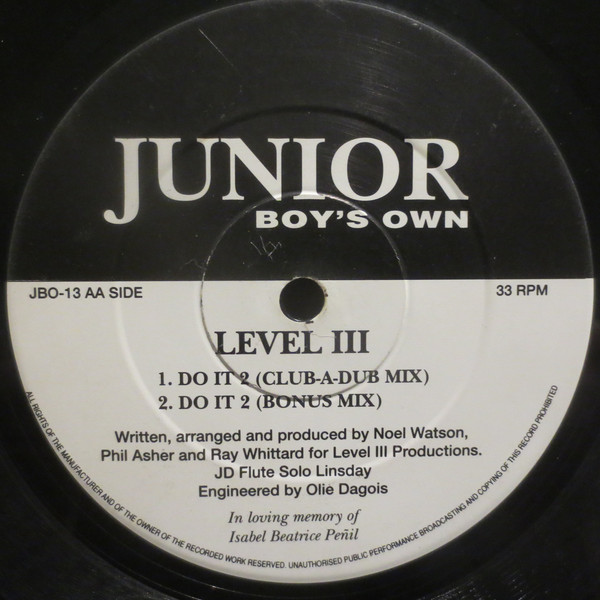 JUNIOR
BOY'S OWN
JBO-13 AA SIDE
33 RPM
LEVEL III
1. DO IT 2 (CLUB-A-DUB MIX)
2. DO IT 2 (BONUS MIX)
Written, arranged and produced by Noel Watson,
Phil Asher and Ray Whittard for Level III Productions.
JD Flute Solo Linsday
Engineered by Olie Dagois
In loving memory of
Isabel Beatrice Peñil
ALL RIGHTS OF THE MANUFACTURER AND OF THE OWNER OF THE RECORDED WORK RESERVED. UNAUTHORISED PUBLIC PERFORMANCE BROADCASTING AND COPYING OF THIS RECORD PROHIBITED